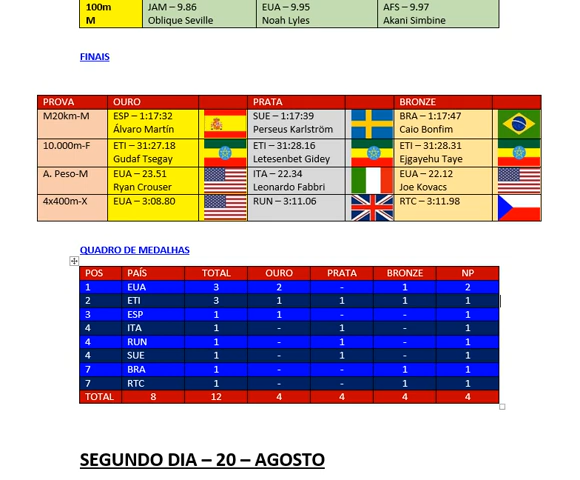 100m JAM – 9.86 EUA – 9.95 AFS – 9.97
M Oblique Seville Noah Lyles Akani Simbine
FINAIS
PROVA OURO PRATA BRONZE
M20km-M ESP – 1:17:32 SUE – 1:17:39 BRA – 1:17:47
Álvaro Martín Perseus Karlström Caio Bonfim
10.000m-F ETI – 31:27.18 ETI – 31:28.16 ETI – 31:28.31
Gudaf Tsegay Letesenbet Gidey Ejgayehu Taye
A. Peso-M EUA – 23.51 ITA – 22.34 EUA – 22.12
Ryan Crouser Leonardo Fabbri Joe Kovacs
4x400m-X EUA – 3:08.80 RUN – 3:11.06 RTC – 3:11.98
QUADRO DE MEDALHAS
POS PAÍS TOTAL OURO PRATA BRONZE NP
1 EUA 3 2 - 1 2
2 ETI 3 1 1 1 1
3 ESP 1 1 - - 1
4 ITA 1 - 1 - 1
4 RUN 1 - 1 - 1
4 SUE 1 - 1 - 1
7 BRA 1 - - 1 1
7 RTC 1 - - 1 1
TOTAL 8 12 4 4 4 4
SEGUNDO DIA – 20 – AGOSTO